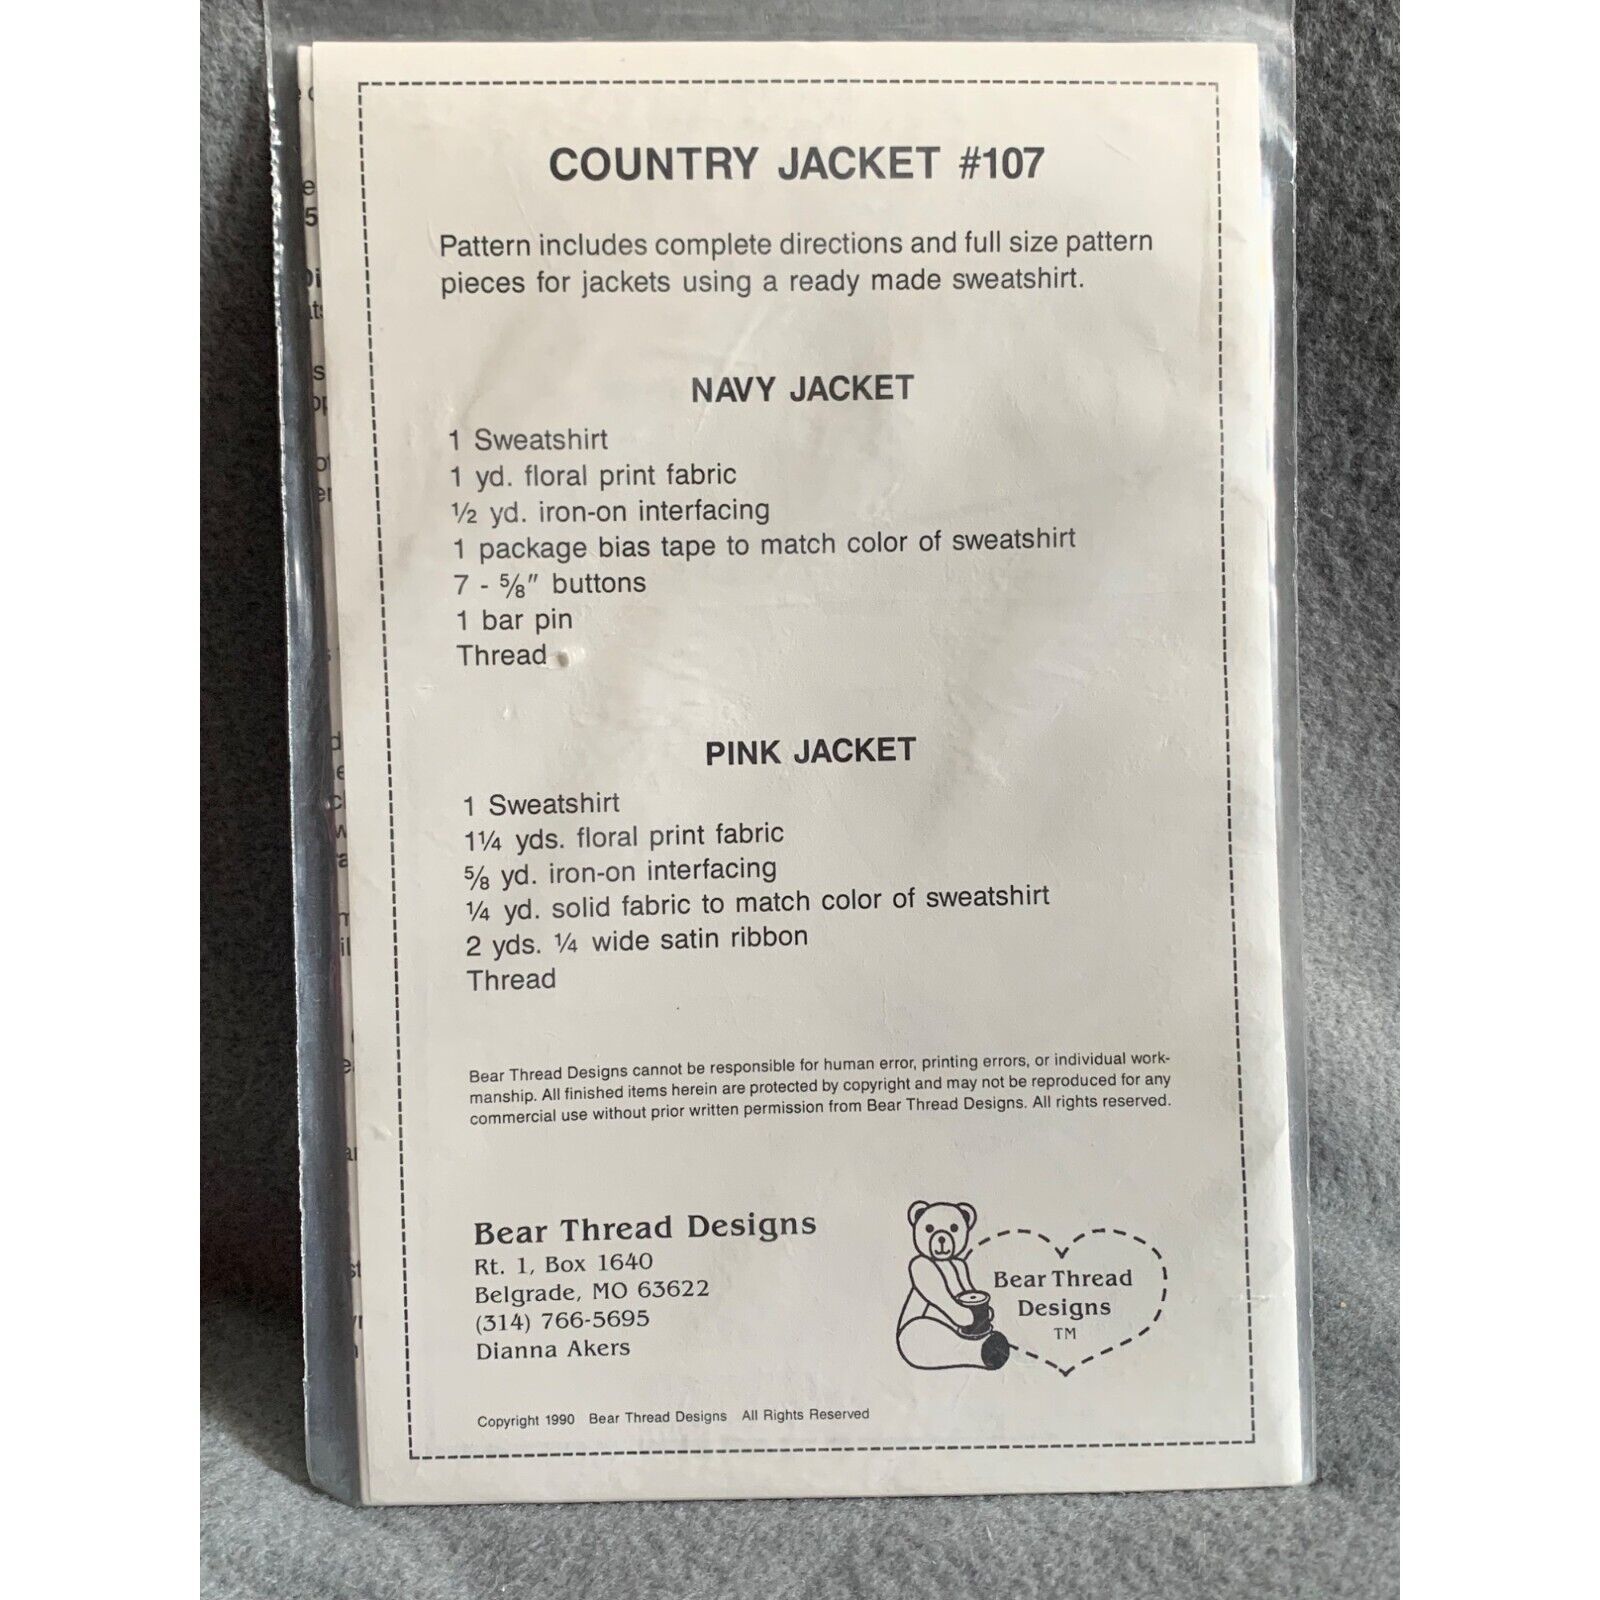 COUNTRY JACKET #107
Pattern includes complete directions and full size pattern
pieces for jackets using a ready made sweatshirt.
NAVY JACKET
1 Sweatshirt
1 yd. floral print fabric
½ yd. iron-on interfacing
1 package bias tape to match color of sweatshirt
7 - ⅝" buttons
1 bar pin
Thread
PINK JACKET
1 Sweatshirt
1¼ yds. floral print fabric
⅝ yd. iron-on interfacing
¼ yd. solid fabric to match color of sweatshirt
2 yds. ¼ wide satin ribbon
Thread
Bear Thread Designs cannot be responsible for human error, printing errors, or individual work-
manship. All finished items herein are protected by copyright and may not be reproduced for any
commercial use without prior written permission from Bear Thread Designs. All rights reserved.
Bear Thread Designs
Rt. 1, Box 1640
Belgrade, MO 63622
(314) 766-5695
Dianna Akers
Bear Thread
Designs
TM
Copyright 1990 Bear Thread Designs All Rights Reserved